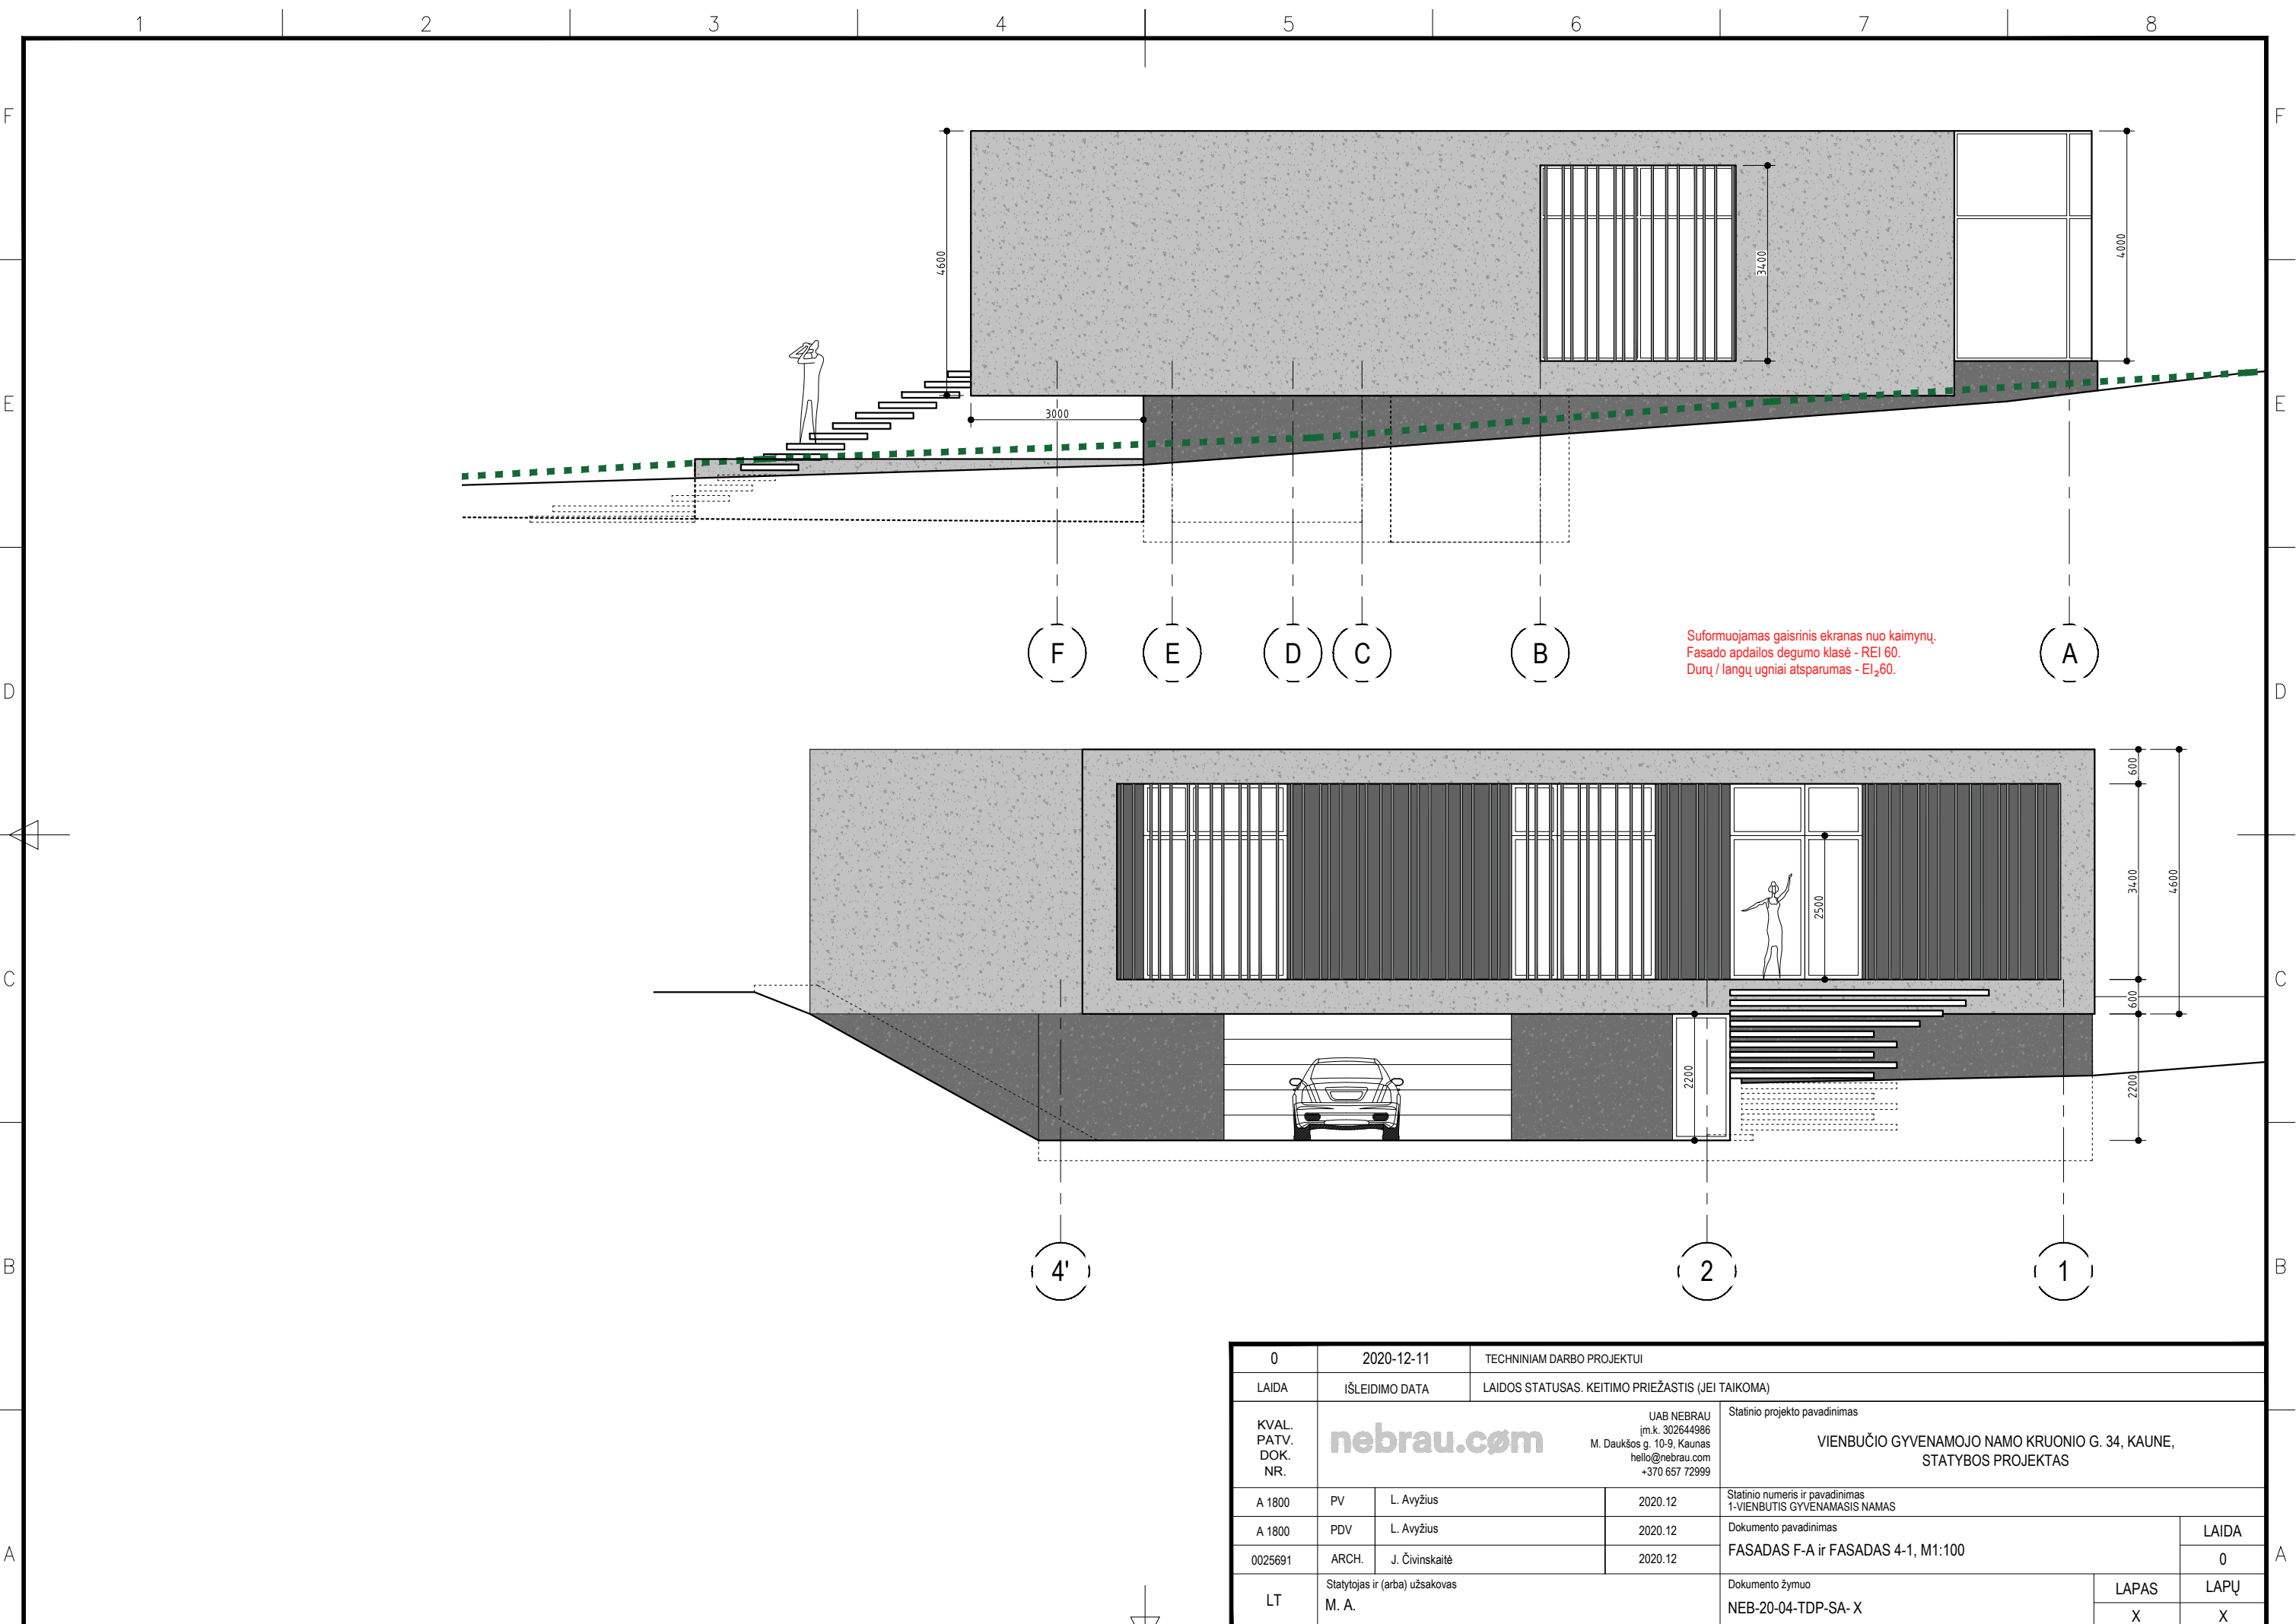 1 2 3 4 5 6 7 8
F F
4600
3400
4000
E E
3000
F E D C B A
Suformuojamas gaisrinis ekranas nuo kaimynų.
Fasado apdailos degumo klasė - REI 60.
Durų / langų ugniai atsparumas - EI₂60.
D D
600
3400
4600
2500
600
2200
2200
C C
4' 2 1
B B
0 2020-12-11 TECHNINIAM DARBO PROJEKTUI
LAIDA IŠLEIDIMO DATA LAIDOS STATUSAS. KEITIMO PRIEŽASTIS (JEI TAIKOMA)
KVAL.
PATV.
DOK.
NR.
nebrau.cøm
UAB NEBRAU
įm.k. 302644986
M. Daukšos g. 10-9, Kaunas
hello@nebrau.com
+370 657 72999
Statinio projekto pavadinimas
VIENBUČIO GYVENAMOJO NAMO KRUONIO G. 34, KAUNE,
STATYBOS PROJEKTAS
A 1800 PV L. Avyžius 2020.12
Statinio numeris ir pavadinimas
1-VIENBUTIS GYVENAMASIS NAMAS
A 1800 PDV L. Avyžius 2020.12
Dokumento pavadinimas
FASADAS F-A ir FASADAS 4-1, M1:100
LAIDA
0
0025691 ARCH. J. Čivinskaitė 2020.12
A A
LT
Statytojas ir (arba) užsakovas
M. A.
Dokumento žymuo
NEB-20-04-TDP-SA- X
LAPAS LAPŲ
X X